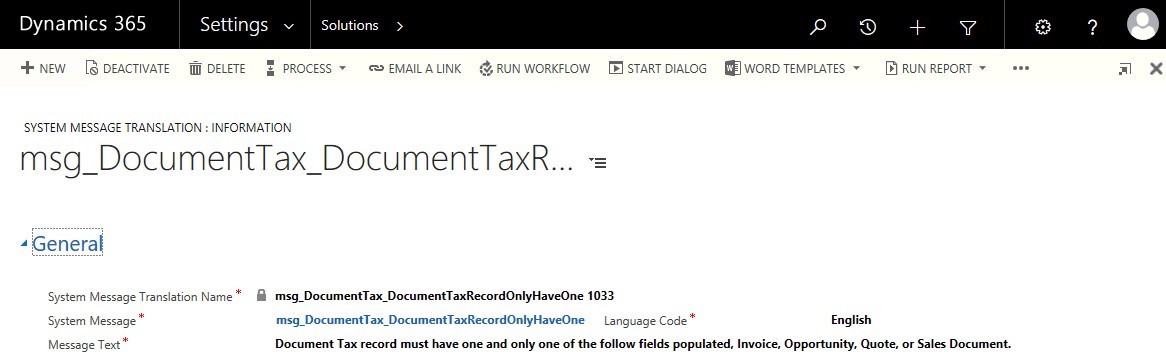 Dynamics 365 Settings Solutions
NEW DEACTIVATE DELETE PROCESS EMAIL A LINK RUN WORKFLOW START DIALOG WORD TEMPLATES RUN REPORT •••
SYSTEM MESSAGE TRANSLATION : INFORMATION
msg_DocumentTax_DocumentTaxR...
General
System Message Translation Name * msg_DocumentTax_DocumentTaxRecordOnlyHaveOne 1033
System Message * msg_DocumentTax_DocumentTaxRecordOnlyHaveOne Language Code * English
Message Text * Document Tax record must have one and only one of the follow fields populated, Invoice, Opportunity, Quote, or Sales Document.